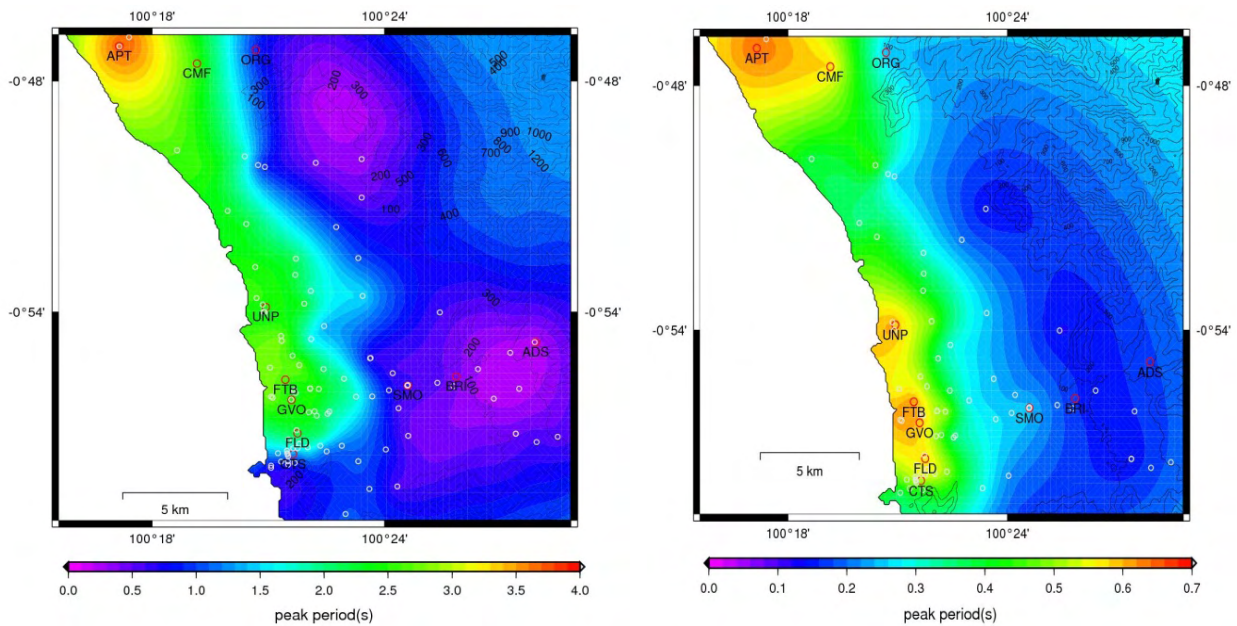 100°18' 100°24'
APT
CMF
ORG
-0°48' -0°48'
-0°54' -0°54'
200
300
300
100
500
400
900
1000
800
700
1200
300
600
200
500
100
400
300
200
100
UNP
ADS
FTB
GVO
SMO
BRI
FLD
200
5 km
100°18' 100°24'
0.0 0.5 1.0 1.5 2.0 2.5 3.0 3.5 4.0
peak period(s)
100°18' 100°24'
APT
CMF
ORG
-0°48' -0°48'
-0°54' -0°54'
UNP
ADS
FTB
GVO
SMO
BRI
FLD
CTS
5 km
100°18' 100°24'
0.0 0.1 0.2 0.3 0.4 0.5 0.6 0.7
peak period(s)